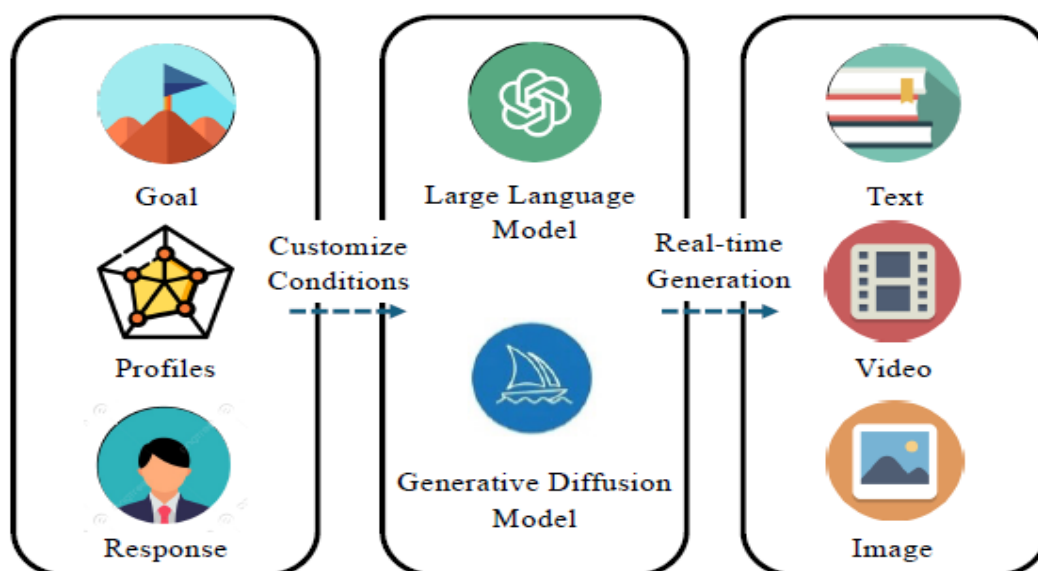 Goal
Profiles
Response
Customize
Conditions
Large Language
Model
Generative Diffusion
Model
Real-time
Generation
Text
Video
Image